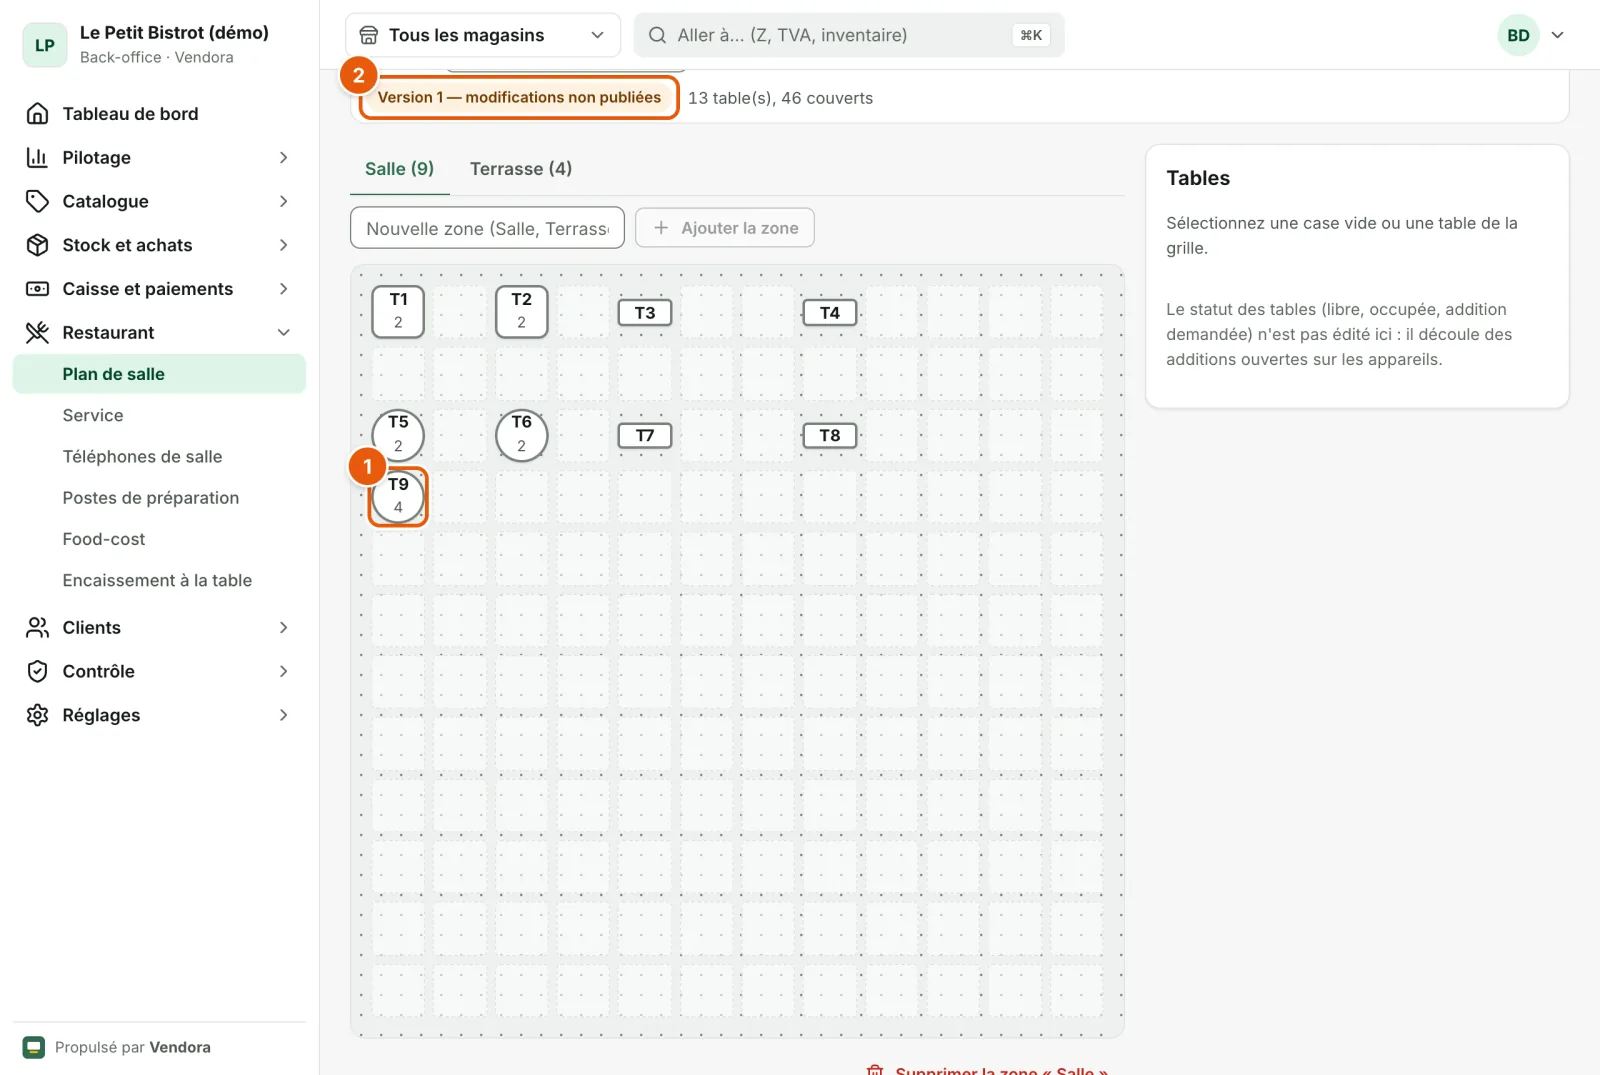 LP
Le Petit Bistrot (démo)
Back-office · Vendora
Tableau de bord
Pilotage
Catalogue
Stock et achats
Caisse et paiements
Restaurant
Plan de salle
Service
Téléphones de salle
Postes de préparation
Food-cost
Encaissement à la table
Clients
Contrôle
Réglages
Propulsé par Vendora
Tous les magasins
Aller à... (Z, TVA, inventaire)
⌘K
BD
2
Version 1 — modifications non publiées
13 table(s), 46 couverts
Salle (9)
Terrasse (4)
Nouvelle zone (Salle, Terrasse
+ Ajouter la zone
T1
2
T2
2
T3
T4
T5
2
T6
2
T7
T8
1
T9
4
Supprimer la zone « Salle »
Tables
Sélectionnez une case vide ou une table de la
grille.
Le statut des tables (libre, occupée, addition
demandée) n'est pas édité ici : il découle des
additions ouvertes sur les appareils.